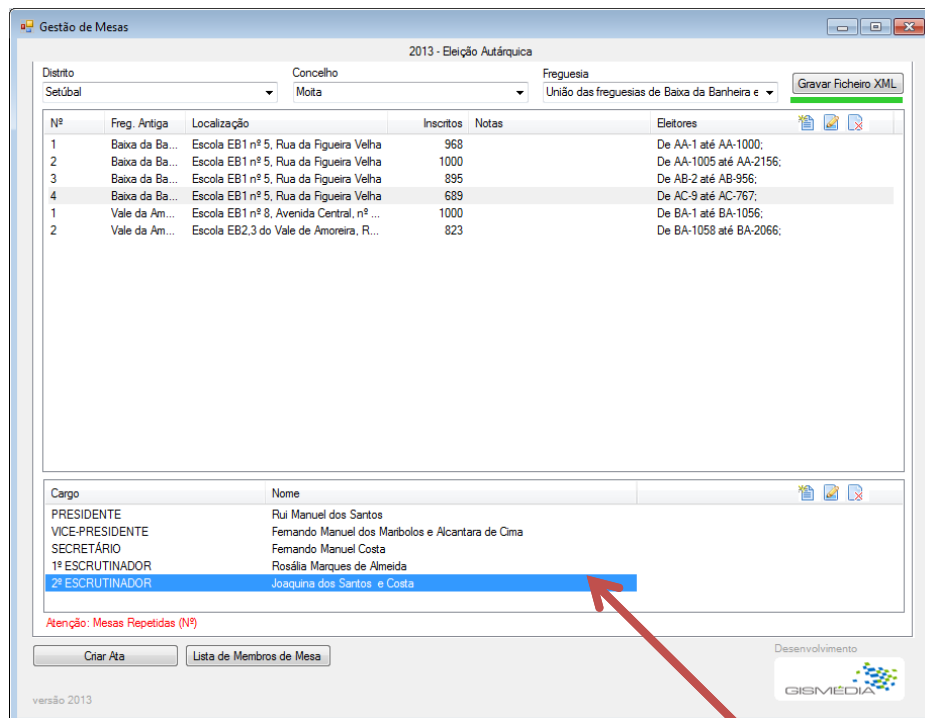 Gestão de Mesas
2013 - Eleição Autárquica
Distrito Concelho Freguesia
Setúbal Moita União das freguesias de Baixa da Banheira e Gravar Ficheiro XML
Nº Freg. Antiga Localização Inscritos Notas Eleitores
1 Baixa da Ba... Escola EB1 nº 5, Rua da Figueira Velha 968 De AA-1 até AA-1000;
2 Baixa da Ba... Escola EB1 nº 5, Rua da Figueira Velha 1000 De AA-1005 até AA-2156;
3 Baixa da Ba... Escola EB1 nº 5, Rua da Figueira Velha 895 De AB-2 até AB-956;
4 Baixa da Ba... Escola EB1 nº 5, Rua da Figueira Velha 689 De AC-9 até AC-767;
1 Vale da Am... Escola EB1 nº 8, Avenida Central, nº ... 1000 De BA-1 até BA-1056;
2 Vale da Am... Escola EB2,3 do Vale de Amoreira, R... 823 De BA-1058 até BA-2066;
Cargo Nome
PRESIDENTE Rui Manuel dos Santos
VICE-PRESIDENTE Fernando Manuel dos Maribolos e Alcantara de Cima
SECRETÁRIO Fernando Manuel Costa
1º ESCRUTINADOR Rosália Marques de Almeida
2º ESCRUTINADOR Joaquina dos Santos e Costa
Atenção: Mesas Repetidas (Nº)
Criar Ata Lista de Membros de Mesa
Desenvolvimento
GISMÉDIA
versão 2013